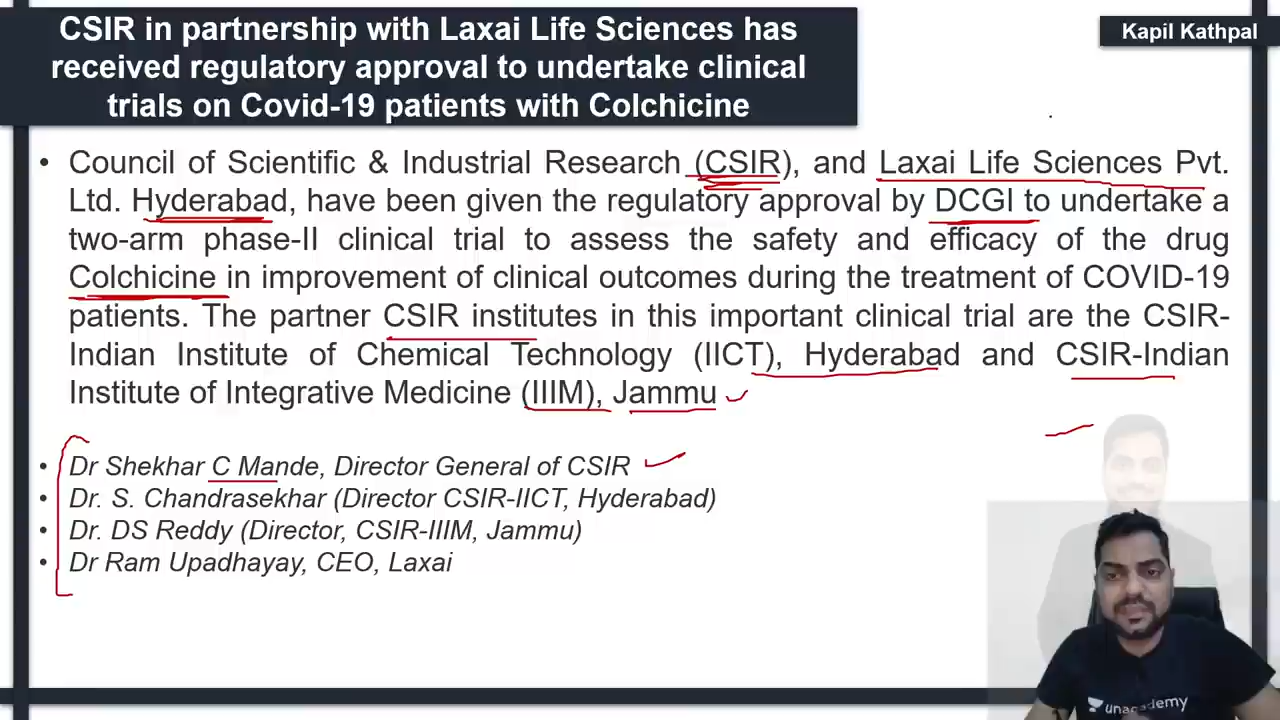 CSIR in partnership with Laxai Life Sciences has
received regulatory approval to undertake clinical
trials on Covid-19 patients with Colchicine
Kapil Kathpal
• Council of Scientific & Industrial Research (CSIR), and Laxai Life Sciences Pvt.
Ltd. Hyderabad, have been given the regulatory approval by DCGI to undertake a
two-arm phase-II clinical trial to assess the safety and efficacy of the drug
Colchicine in improvement of clinical outcomes during the treatment of COVID-19
patients. The partner CSIR institutes in this important clinical trial are the CSIR-
Indian Institute of Chemical Technology (IICT), Hyderabad and CSIR-Indian
Institute of Integrative Medicine (IIIM), Jammu
• Dr Shekhar C Mande, Director General of CSIR
• Dr. S. Chandrasekhar (Director CSIR-IICT, Hyderabad)
• Dr. DS Reddy (Director, CSIR-IIIM, Jammu)
• Dr Ram Upadhayay, CEO, Laxai
unacademy